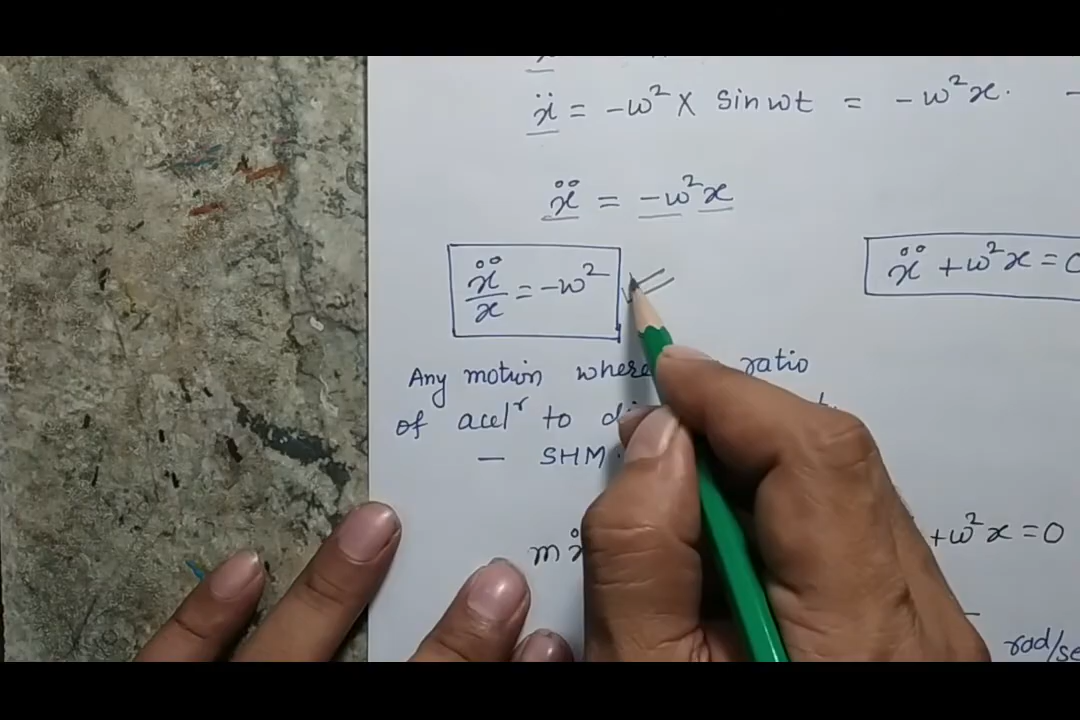 ẍ = -ω² X sin ωt = - ω²x. -
ẍ = -ω²x
ẍ/x = -ω²
ẍ + ω²x = 0
Any motion where ratio
of acelʳ to
- SHM.
m + ω²x = 0
rad/se